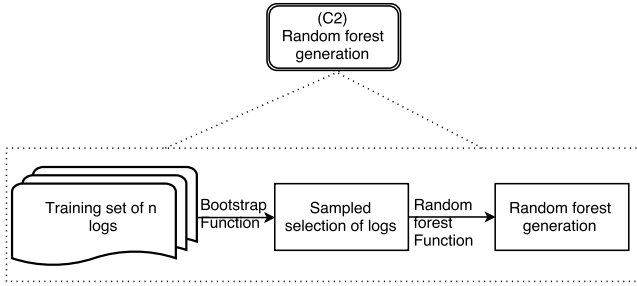 (C2)
Random forest
generation
Training set of n
logs
Bootstrap
Function
Sampled
selection of logs
Random
forest
Function
Random forest
generation